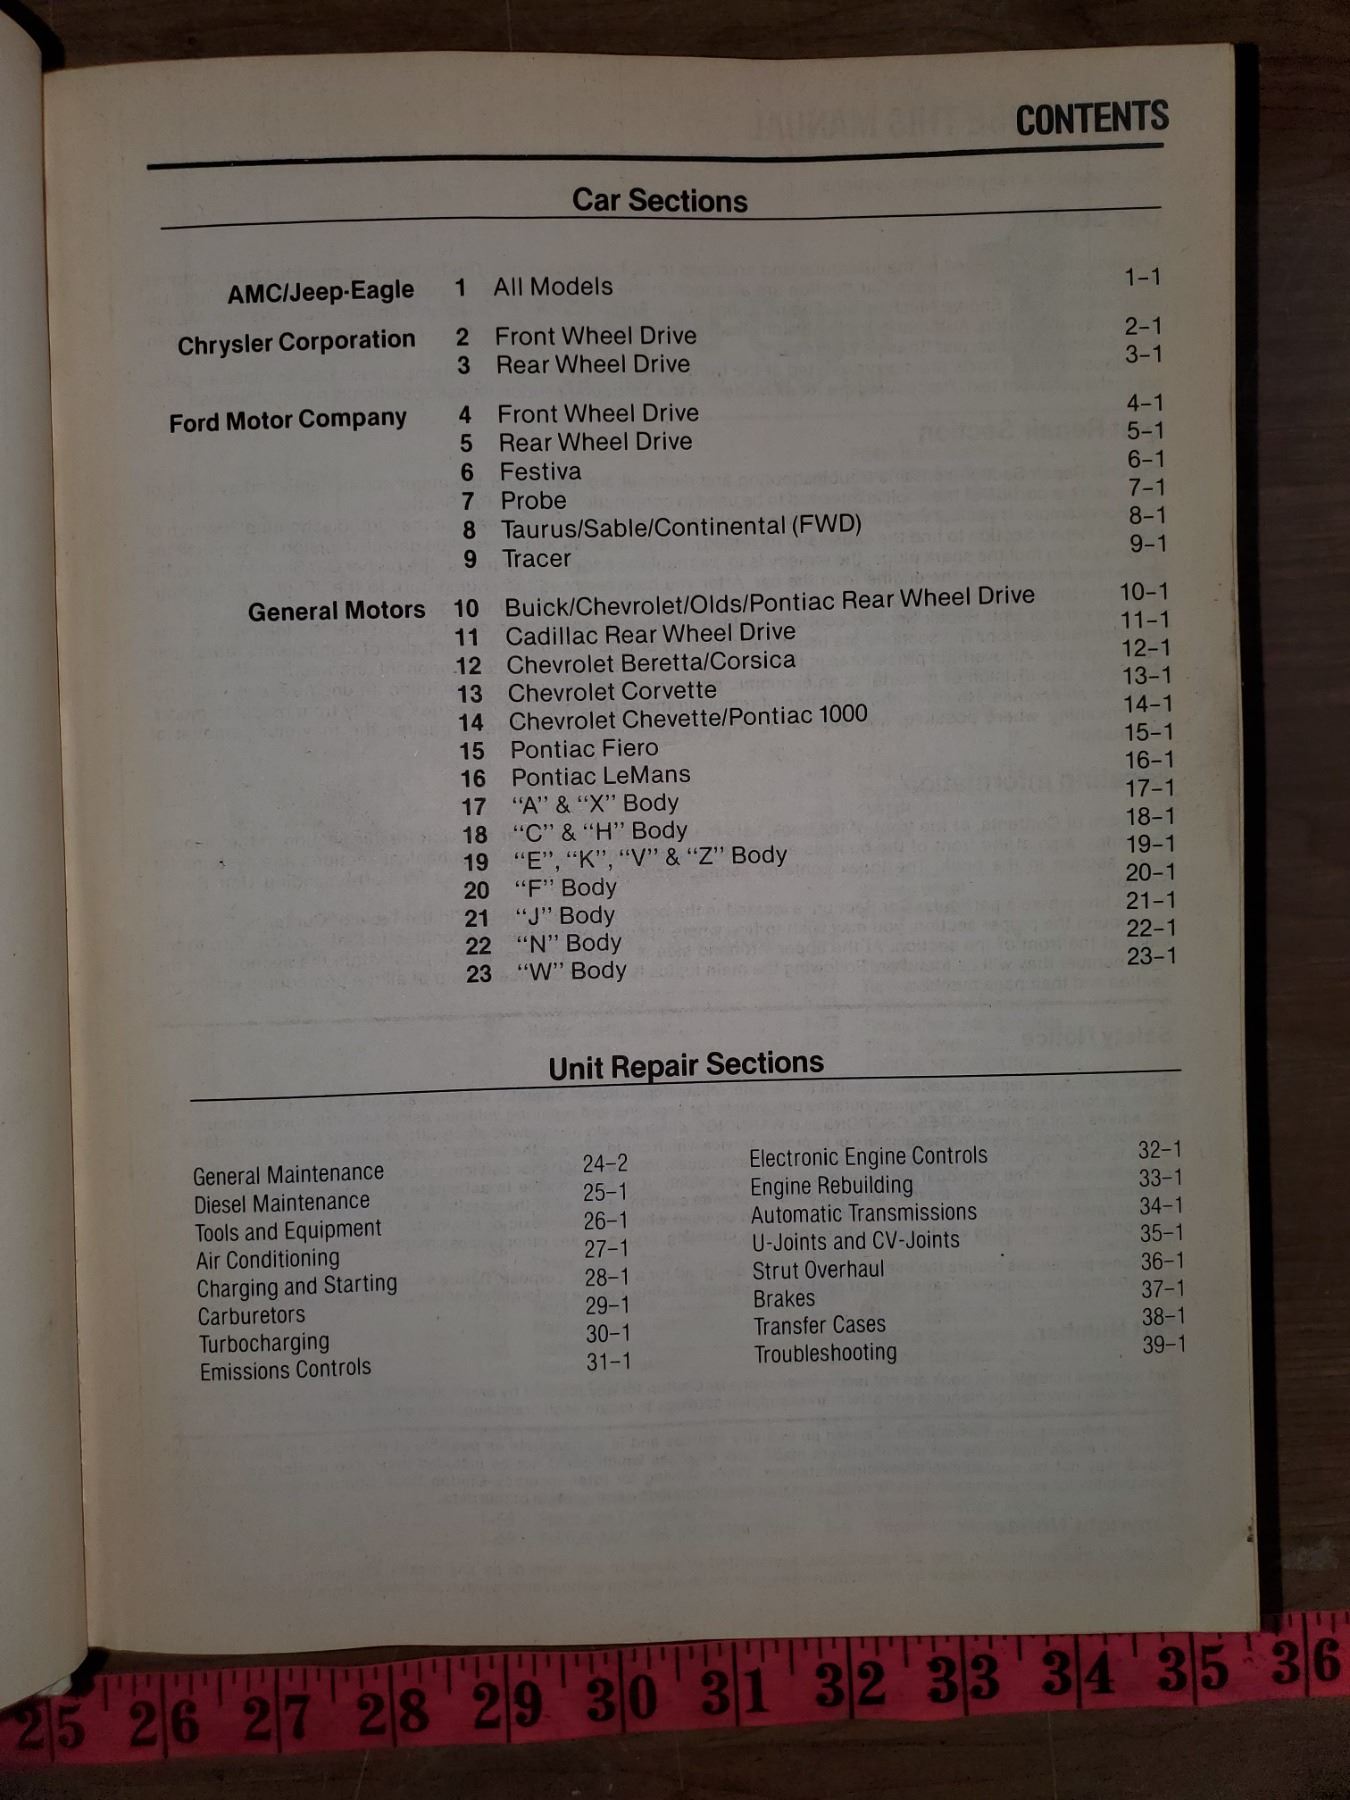 CONTENTS
Car Sections
AMC/Jeep-Eagle 1 All Models 1–1
Chrysler Corporation 2 Front Wheel Drive 2–1
3 Rear Wheel Drive 3–1
Ford Motor Company 4 Front Wheel Drive 4–1
5 Rear Wheel Drive 5–1
6 Festiva 6–1
7 Probe 7–1
8 Taurus/Sable/Continental (FWD) 8–1
9 Tracer 9–1
General Motors 10 Buick/Chevrolet/Olds/Pontiac Rear Wheel Drive 10–1
11 Cadillac Rear Wheel Drive 11–1
12 Chevrolet Beretta/Corsica 12–1
13 Chevrolet Corvette 13–1
14 Chevrolet Chevette/Pontiac 1000 14–1
15 Pontiac Fiero 15–1
16 Pontiac LeMans 16–1
17 “A” & “X” Body 17–1
18 “C” & “H” Body 18–1
19 “E”, “K”, “V” & “Z” Body 19–1
20 “F” Body 20–1
21 “J” Body 21–1
22 “N” Body 22–1
23 “W” Body 23–1
Unit Repair Sections
General Maintenance 24–2
Diesel Maintenance 25–1
Tools and Equipment 26–1
Air Conditioning 27–1
Charging and Starting 28–1
Carburetors 29–1
Turbocharging 30–1
Emissions Controls 31–1
Electronic Engine Controls 32–1
Engine Rebuilding 33–1
Automatic Transmissions 34–1
U-Joints and CV-Joints 35–1
Strut Overhaul 36–1
Brakes 37–1
Transfer Cases 38–1
Troubleshooting 39–1
25 26 27 28 29 30 31 32 33 34 35 36